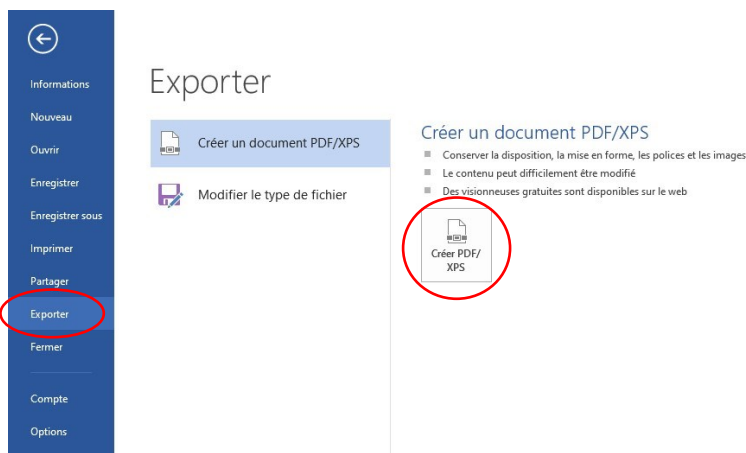 Informations
Nouveau
Ouvrir
Enregistrer
Enregistrer sous
Imprimer
Partager
Exporter
Fermer
Compte
Options
Exporter
Créer un document PDF/XPS
Modifier le type de fichier
Créer un document PDF/XPS
Conserver la disposition, la mise en forme, les polices et les images
Le contenu peut difficilement être modifié
Des visionneuses gratuites sont disponibles sur le web
Créer PDF/
XPS